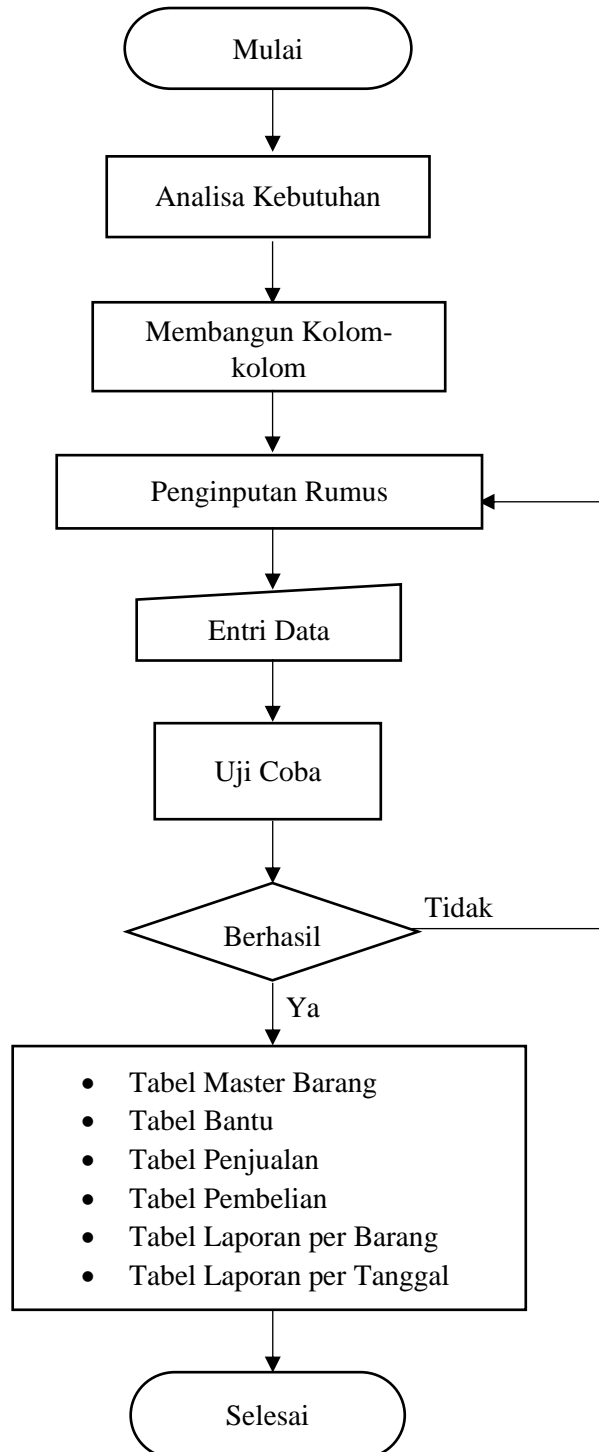 Mulai
Analisa Kebutuhan
Membangun Kolom-
kolom
Penginputan Rumus
Entri Data
Uji Coba
Berhasil
Tidak
Ya
• Tabel Master Barang
• Tabel Bantu
• Tabel Penjualan
• Tabel Pembelian
• Tabel Laporan per Barang
• Tabel Laporan per Tanggal
Selesai